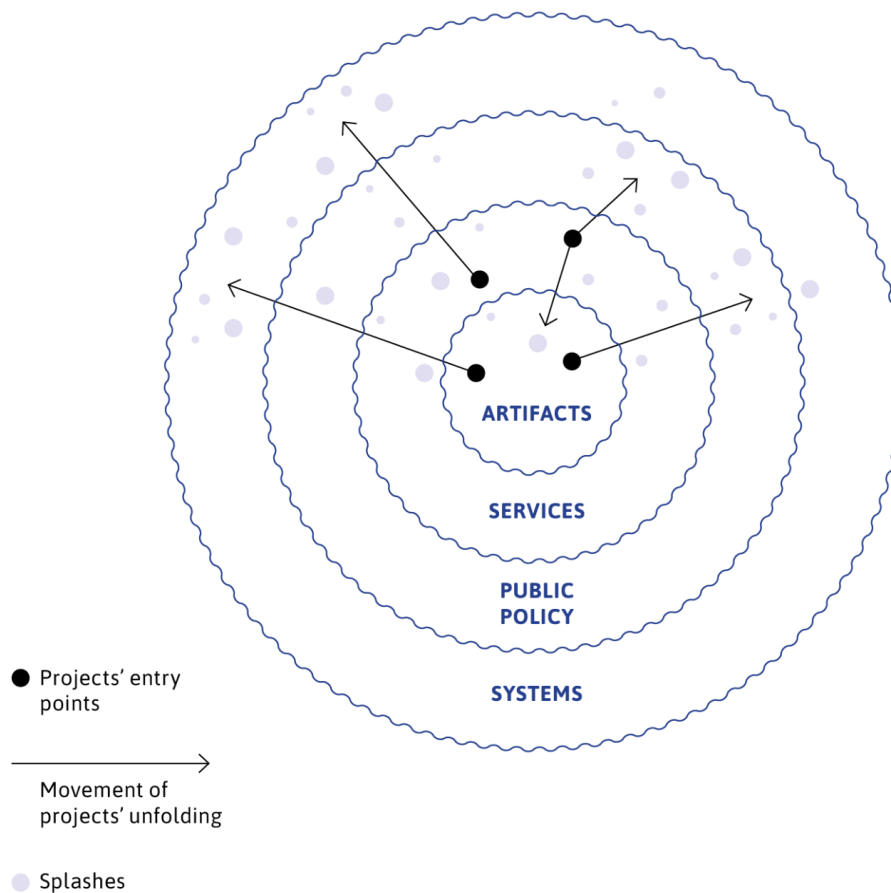 ARTIFACTS
SERVICES
PUBLIC
POLICY
SYSTEMS
Projects’ entry
points
Movement of
projects’ unfolding
Splashes